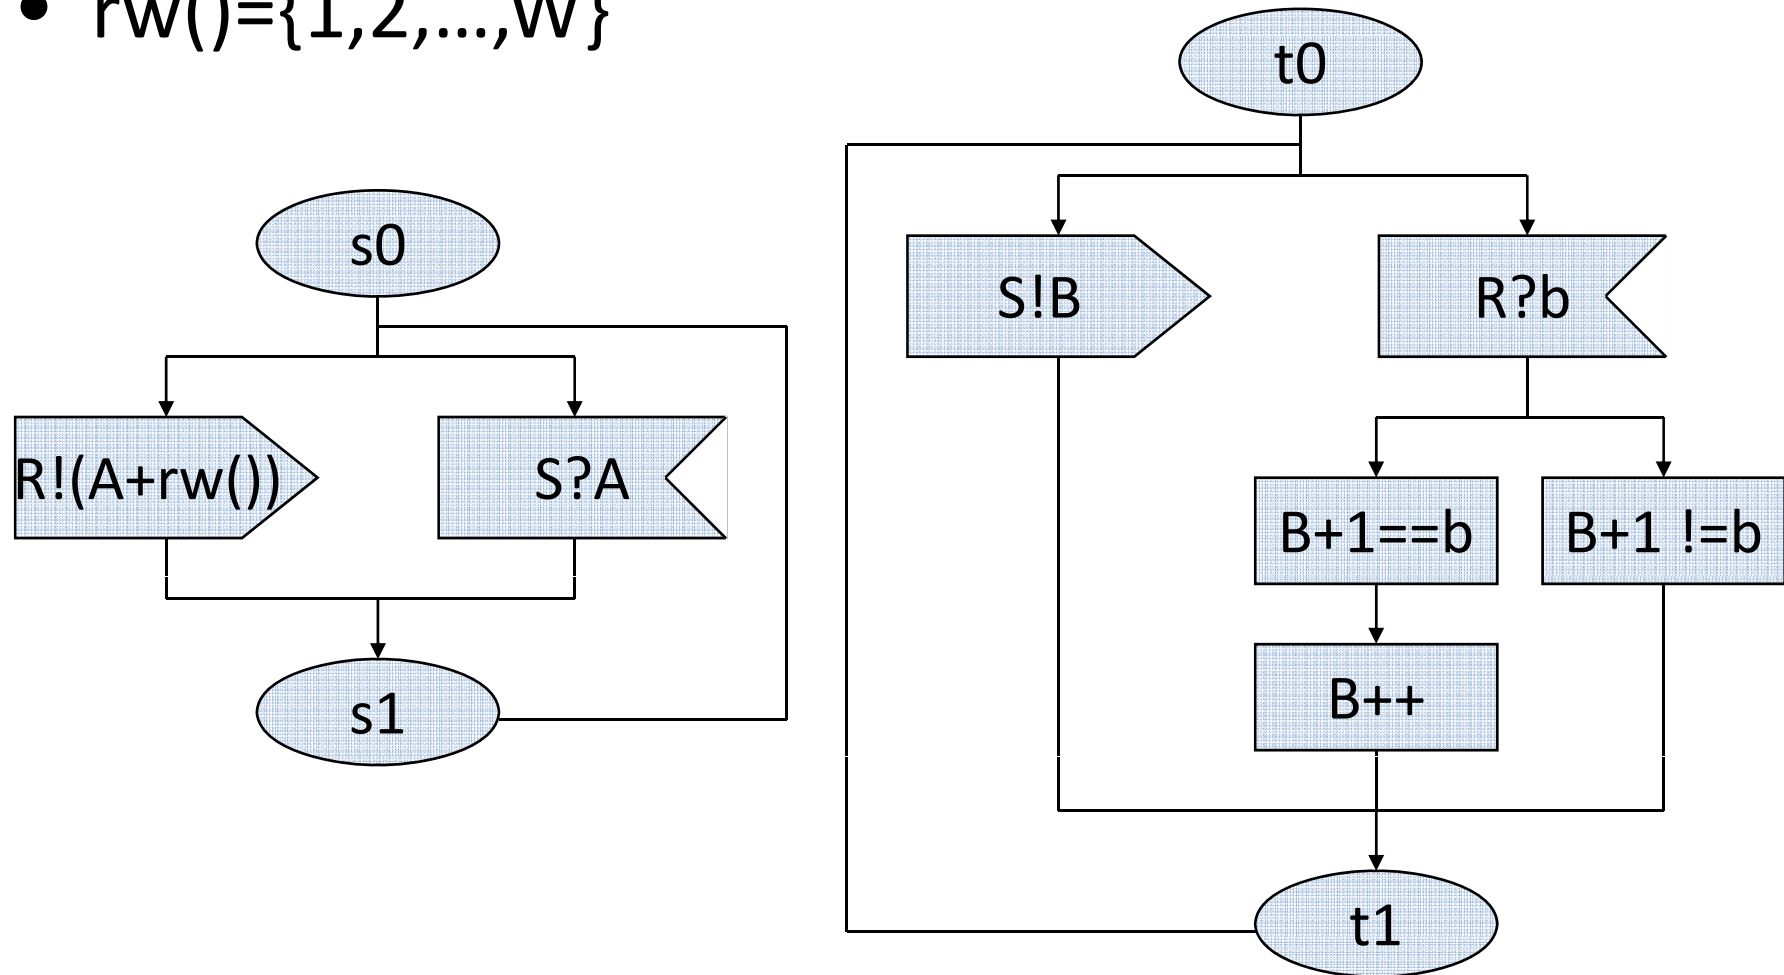 • rw()={1,2,...,W}
t0
s0
S!B
R?b
R!(A+rw())
S?A
B+1==b
B+1 !=b
s1
B++
t1